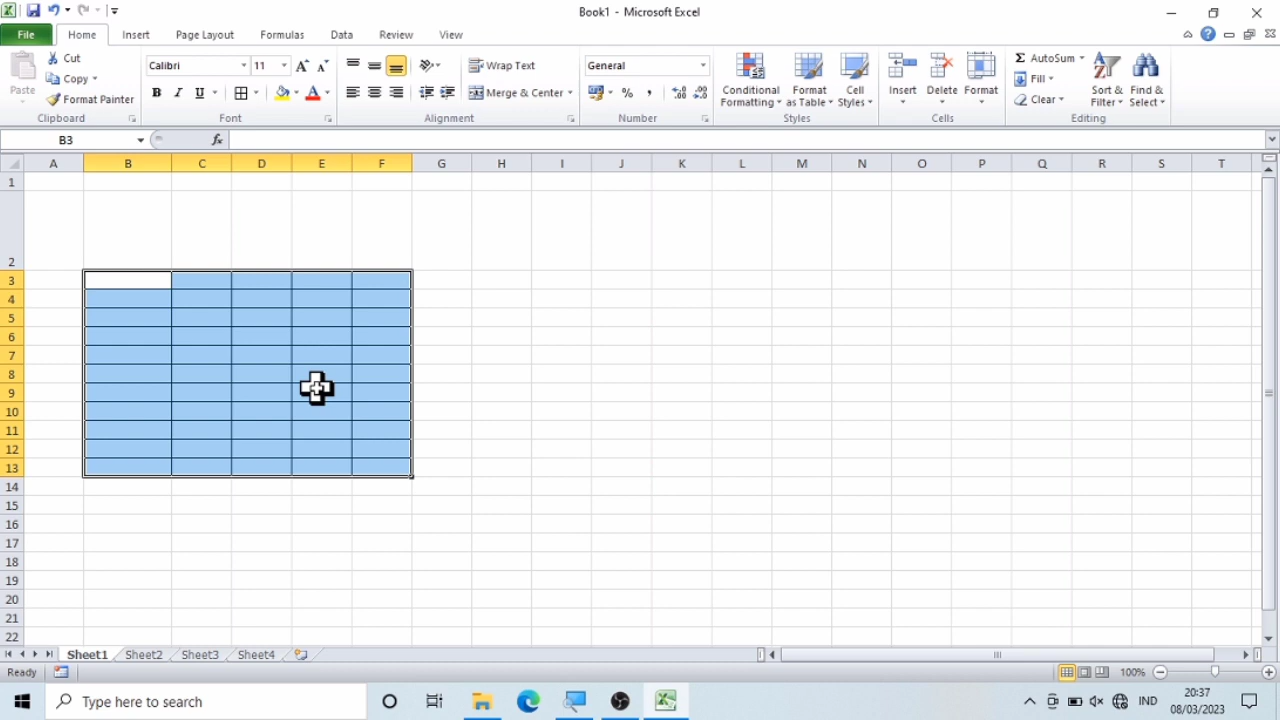 Book1 - Microsoft Excel
File Home Insert Page Layout Formulas Data Review View
Paste
Cut
Copy
Format Painter
Clipboard
Calibri 11
B I U
Font
Wrap Text
Merge & Center
Alignment
General
% ,
Number
Conditional Formatting
Format as Table
Cell Styles
Styles
Insert
Delete
Format
Cells
AutoSum
Fill
Clear
Sort & Filter
Find & Select
Editing
B3 fx
A B C D E F G H I J K L M N O P Q R S T
1
2
3
4
5
6
7
8
9
10
11
12
13
14
15
16
17
18
19
20
21
22
Sheet1 Sheet2 Sheet3 Sheet4
Ready 100%
Type here to search
IND
20:37
08/03/2023